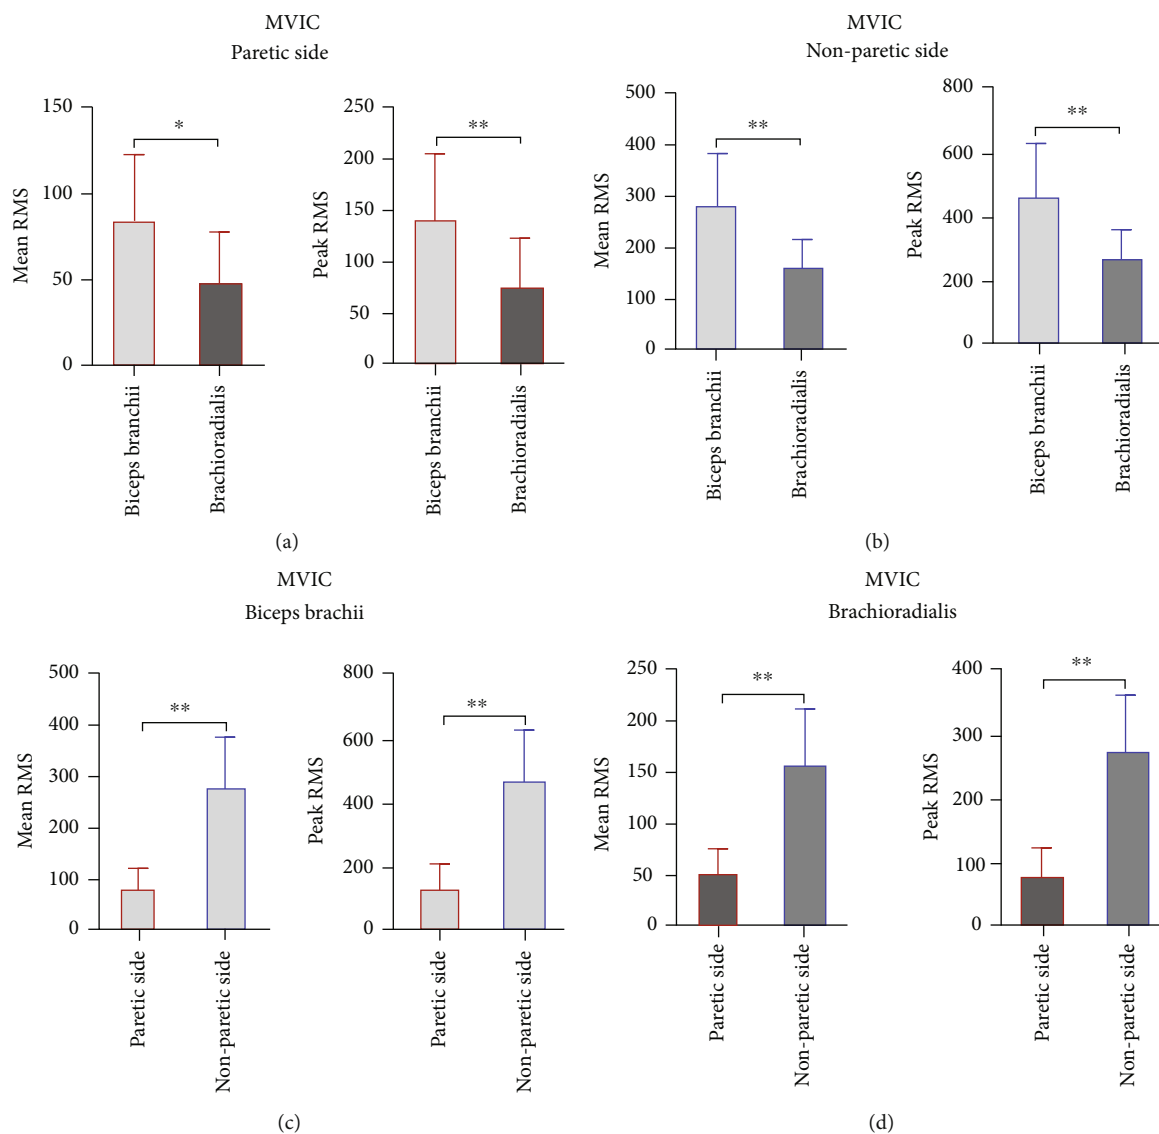 MVIC
Paretic side
Mean RMS
150
100
50
0
*
Biceps branchii
Brachioradialis
Peak RMS
250
200
150
100
50
0
**
Biceps branchii
Brachioradialis
(a)
MVIC
Non-paretic side
Mean RMS
500
400
300
200
100
0
**
Biceps branchii
Brachioradialis
Peak RMS
800
600
400
200
0
**
Biceps branchii
Brachioradialis
(b)
MVIC
Biceps brachii
Mean RMS
500
400
300
200
100
0
**
Paretic side
Non-paretic side
Peak RMS
800
600
400
200
0
**
Paretic side
Non-paretic side
(c)
MVIC
Brachioradialis
Mean RMS
250
200
150
100
50
0
**
Paretic side
Non-paretic side
Peak RMS
400
300
200
100
0
**
Paretic side
Non-paretic side
(d)